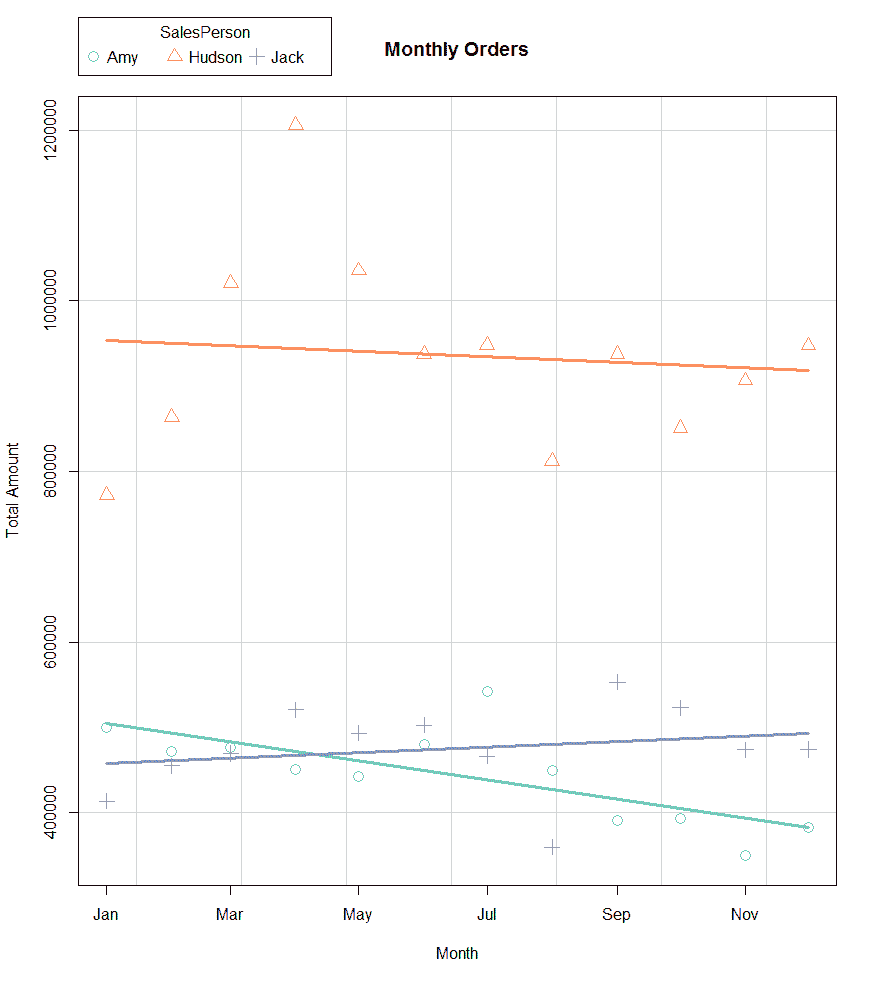 SalesPerson
Amy Hudson Jack
Monthly Orders
1200000
1000000
800000
600000
400000
Total Amount
Jan Mar May Jul Sep Nov
Month